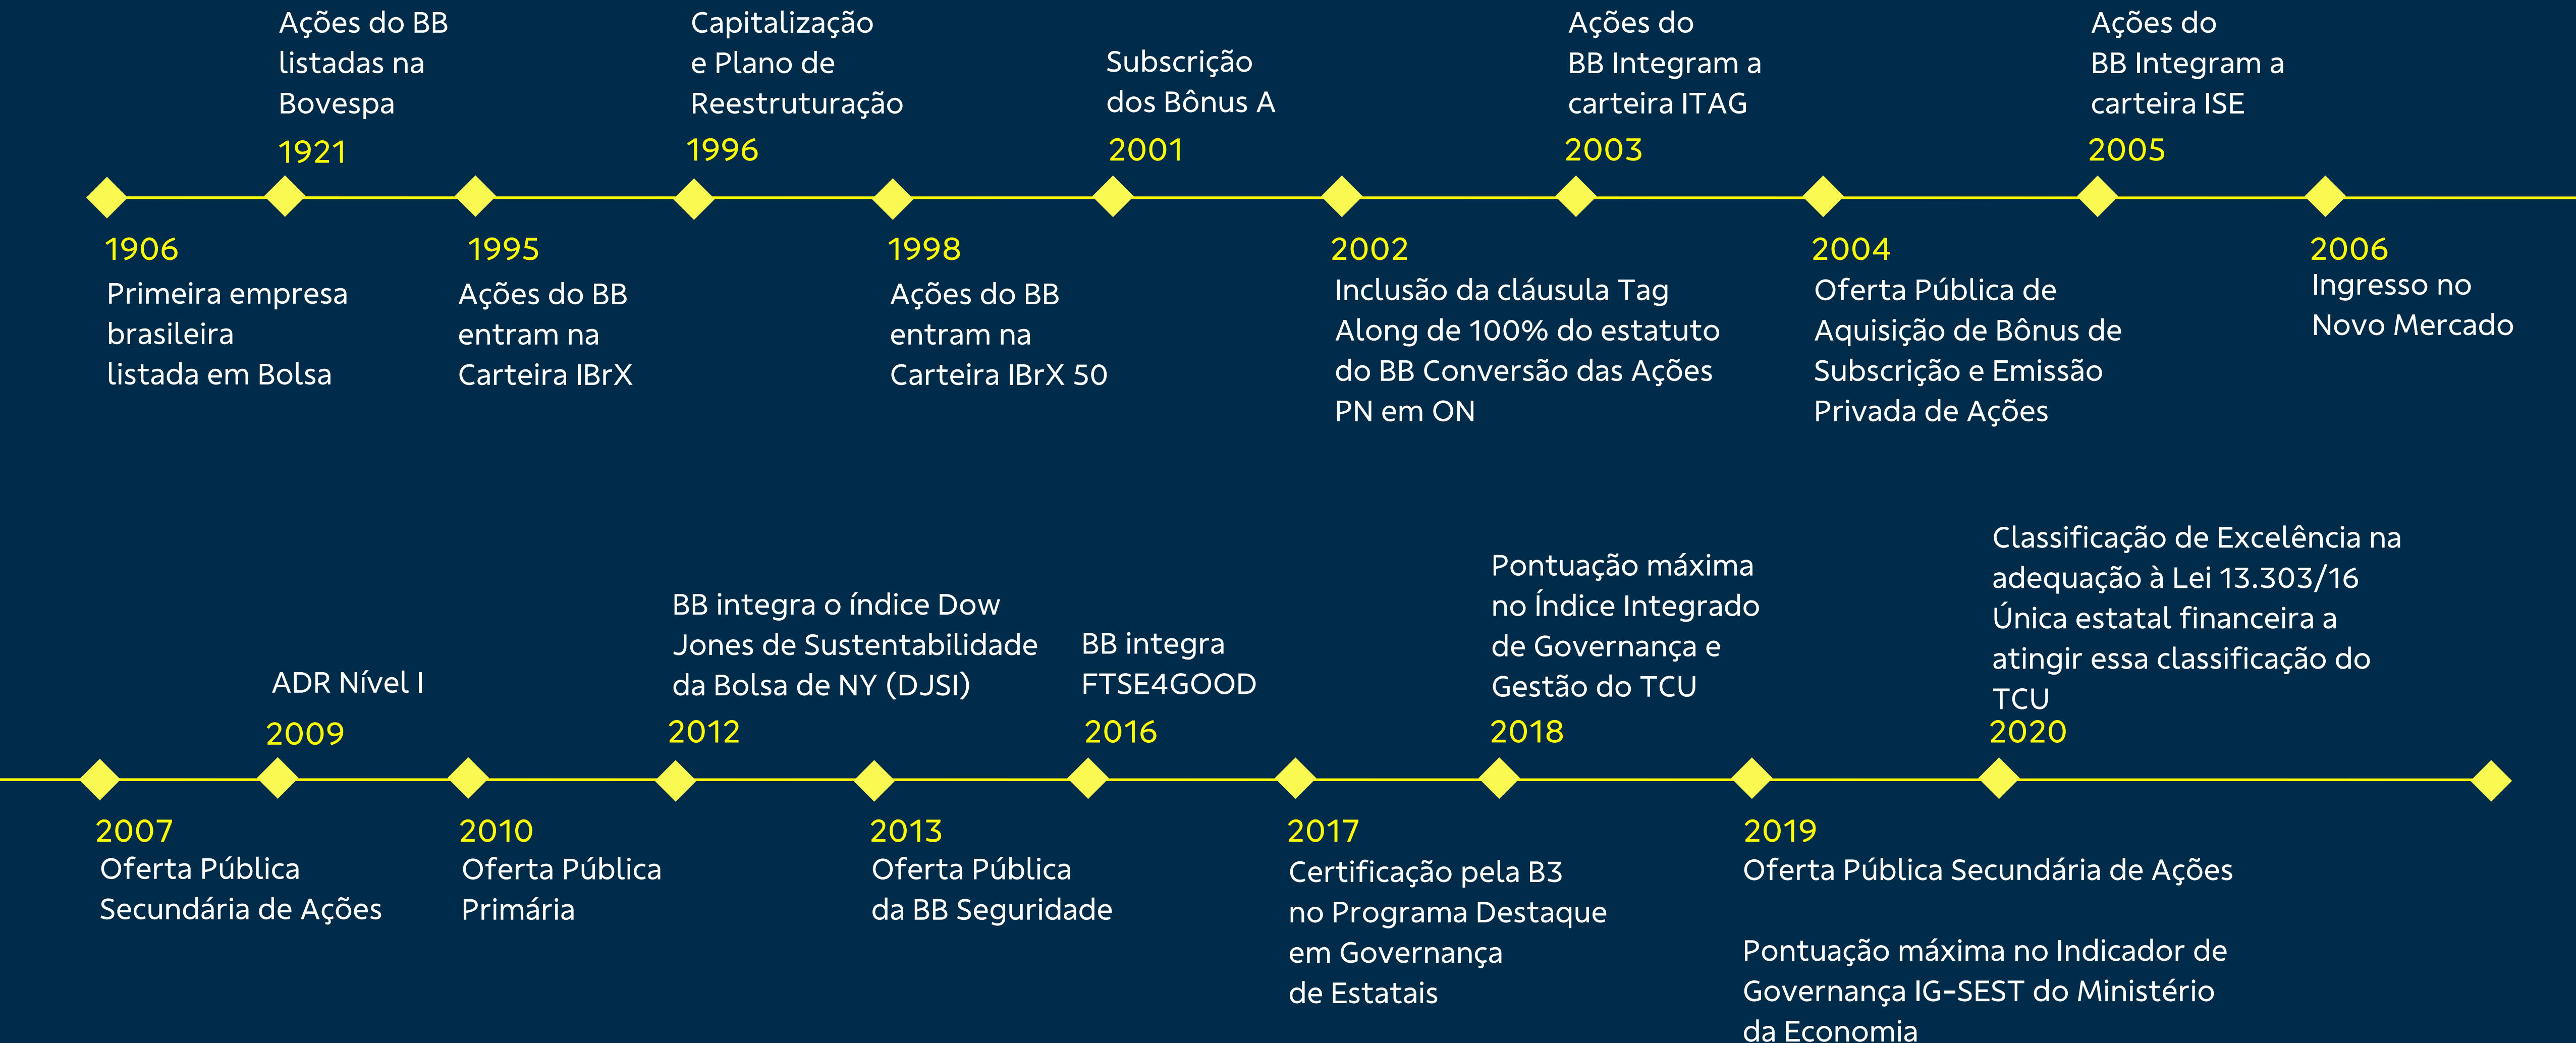 Ações do BB
listadas na
Bovespa
1921
Capitalização
e Plano de
Reestruturação
1996
Subscrição
dos Bônus A
2001
Ações do
BB Integram a
carteira ITAG
2003
Ações do
BB Integram a
carteira ISE
2005
1906
Primeira empresa
brasileira
listada em Bolsa
1995
Ações do BB
entram na
Carteira IBrX
1998
Ações do BB
entram na
Carteira IBrX 50
2002
Inclusão da cláusula Tag
Along de 100% do estatuto
do BB Conversão das Ações
PN em ON
2004
Oferta Pública de
Aquisição de Bônus de
Subscrição e Emissão
Privada de Ações
2006
Ingresso no
Novo Mercado
ADR Nível I
2009
BB integra o índice Dow
Jones de Sustentabilidade
da Bolsa de NY (DJSI)
2012
BB integra
FTSE4GOOD
2016
Pontuação máxima
no Índice Integrado
de Governança e
Gestão do TCU
2018
Classificação de Excelência na
adequação à Lei 13.303/16
Única estatal financeira a
atingir essa classificação do
TCU
2020
2007
Oferta Pública
Secundária de Ações
2010
Oferta Pública
Primária
2013
Oferta Pública
da BB Seguridade
2017
Certificação pela B3
no Programa Destaque
em Governança
de Estatais
2019
Oferta Pública Secundária de Ações
Pontuação máxima no Indicador de
Governança IG-SEST do Ministério
da Economia